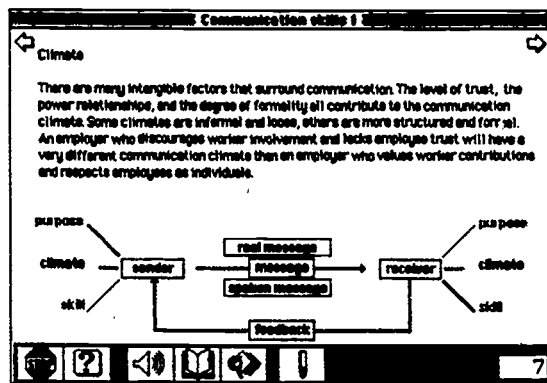 Communication skills 1
Climate
There are many intangible factors that surround communication. The level of trust, the
power relationships, and the degree of formality all contribute to the communication
climate. Some climates are informal and loose, others are more structured and formal.
An employer who discourages worker involvement and lacks employee trust will have a
very different communication climate than an employer who values worker contributions
and respects employees as individuals.
purpose
purpose
real message
climate
sender
message
receiver
climate
spoken message
skill
skill
feedback
STOP
?
7